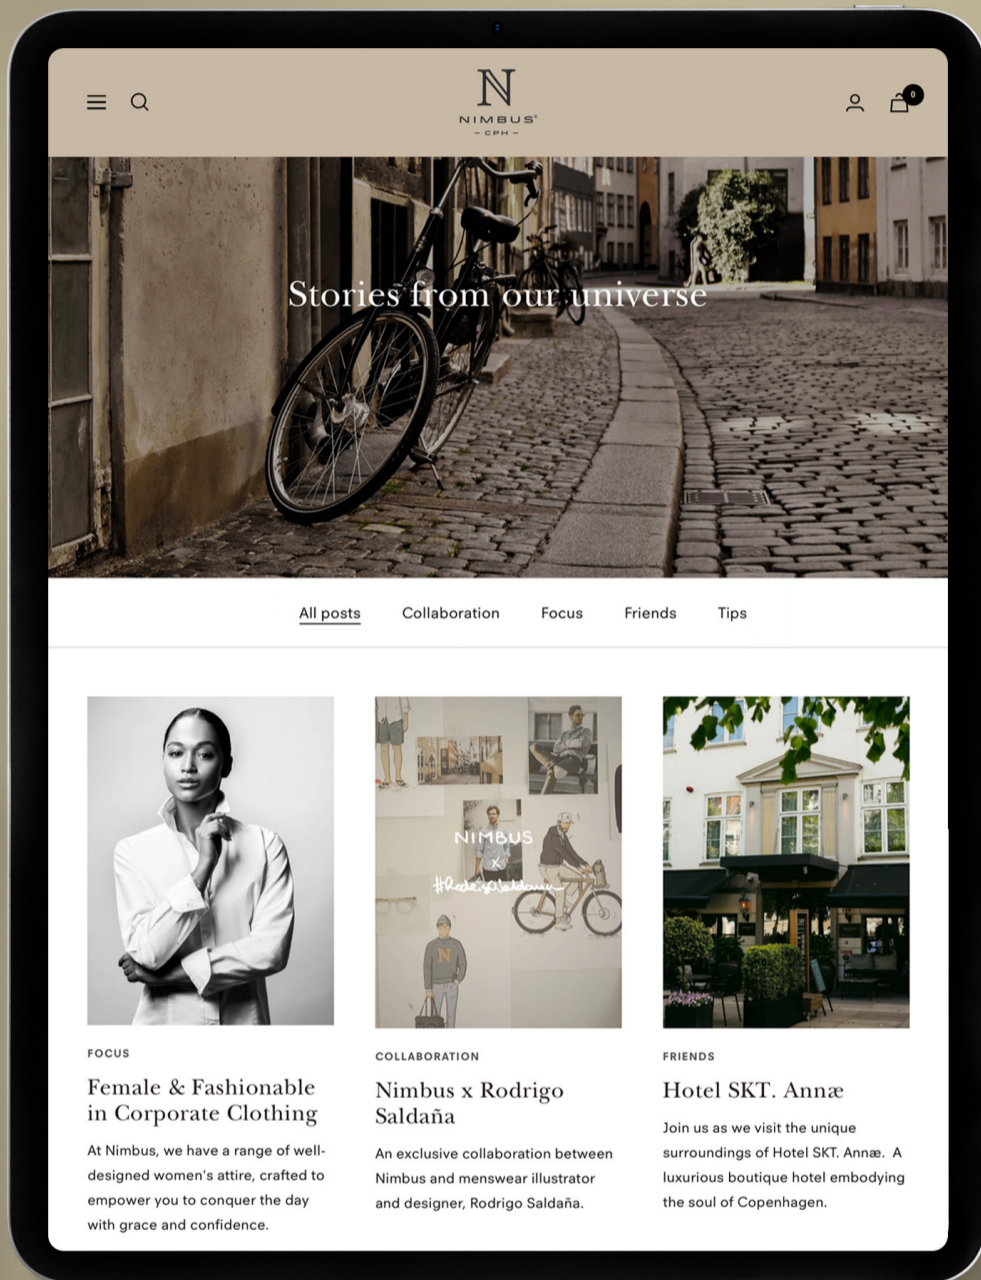 0
N
NIMBUS®
– CPH –
Stories from our universe
All posts Collaboration Focus Friends Tips
NIMBUS
x
#RodrigoSaldana
N
FOCUS
Female & Fashionable
in Corporate Clothing
At Nimbus, we have a range of well-
designed women's attire, crafted to
empower you to conquer the day
with grace and confidence.
COLLABORATION
Nimbus x Rodrigo
Saldaña
An exclusive collaboration between
Nimbus and menswear illustrator
and designer, Rodrigo Saldaña.
FRIENDS
Hotel SKT. Annæ
Join us as we visit the unique
surroundings of Hotel SKT. Annæ. A
luxurious boutique hotel embodying
the soul of Copenhagen.